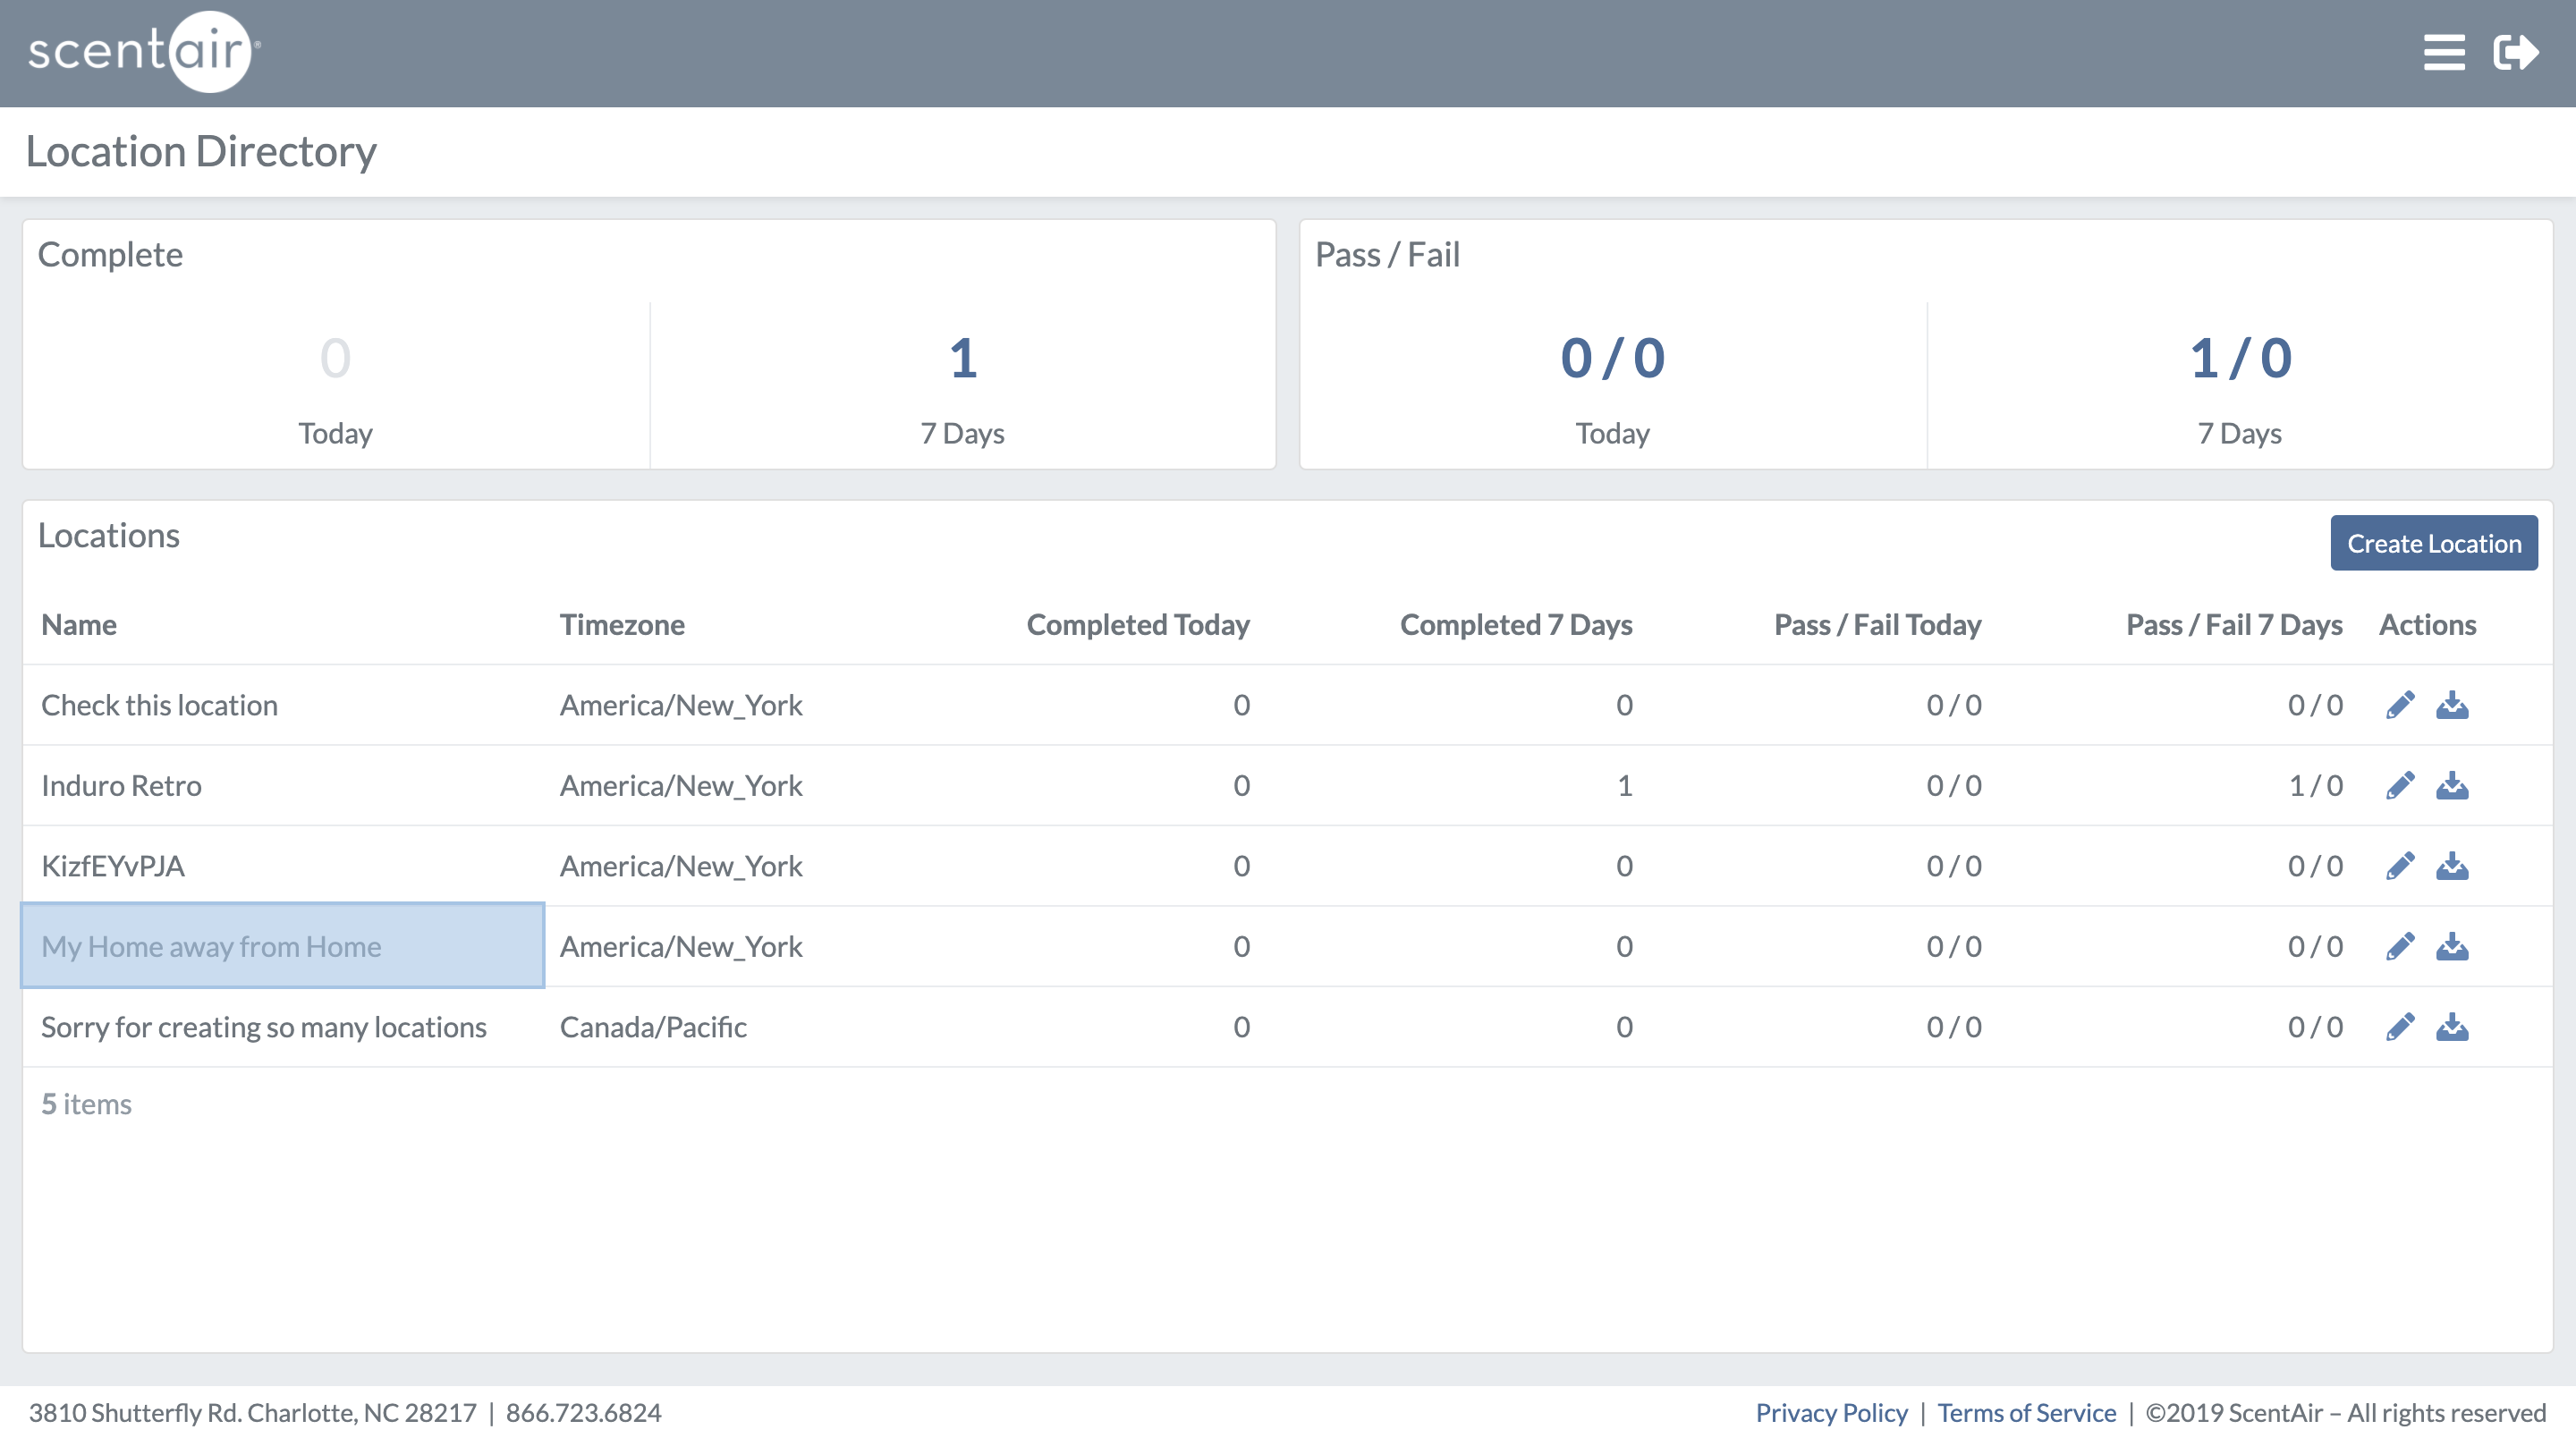 scentair®
Location Directory
Complete
0
Today
1
7 Days
Pass / Fail
0 / 0
Today
1 / 0
7 Days
Locations
Create Location
Name Timezone Completed Today Completed 7 Days Pass / Fail Today Pass / Fail 7 Days Actions
Check this location America/New_York 0 0 0 / 0 0 / 0
Induro Retro America/New_York 0 1 0 / 0 1 / 0
KizfEYvPJA America/New_York 0 0 0 / 0 0 / 0
My Home away from Home America/New_York 0 0 0 / 0 0 / 0
Sorry for creating so many locations Canada/Pacific 0 0 0 / 0 0 / 0
5 items
3810 Shutterfly Rd. Charlotte, NC 28217 | 866.723.6824 Privacy Policy | Terms of Service | ©2019 ScentAir – All rights reserved